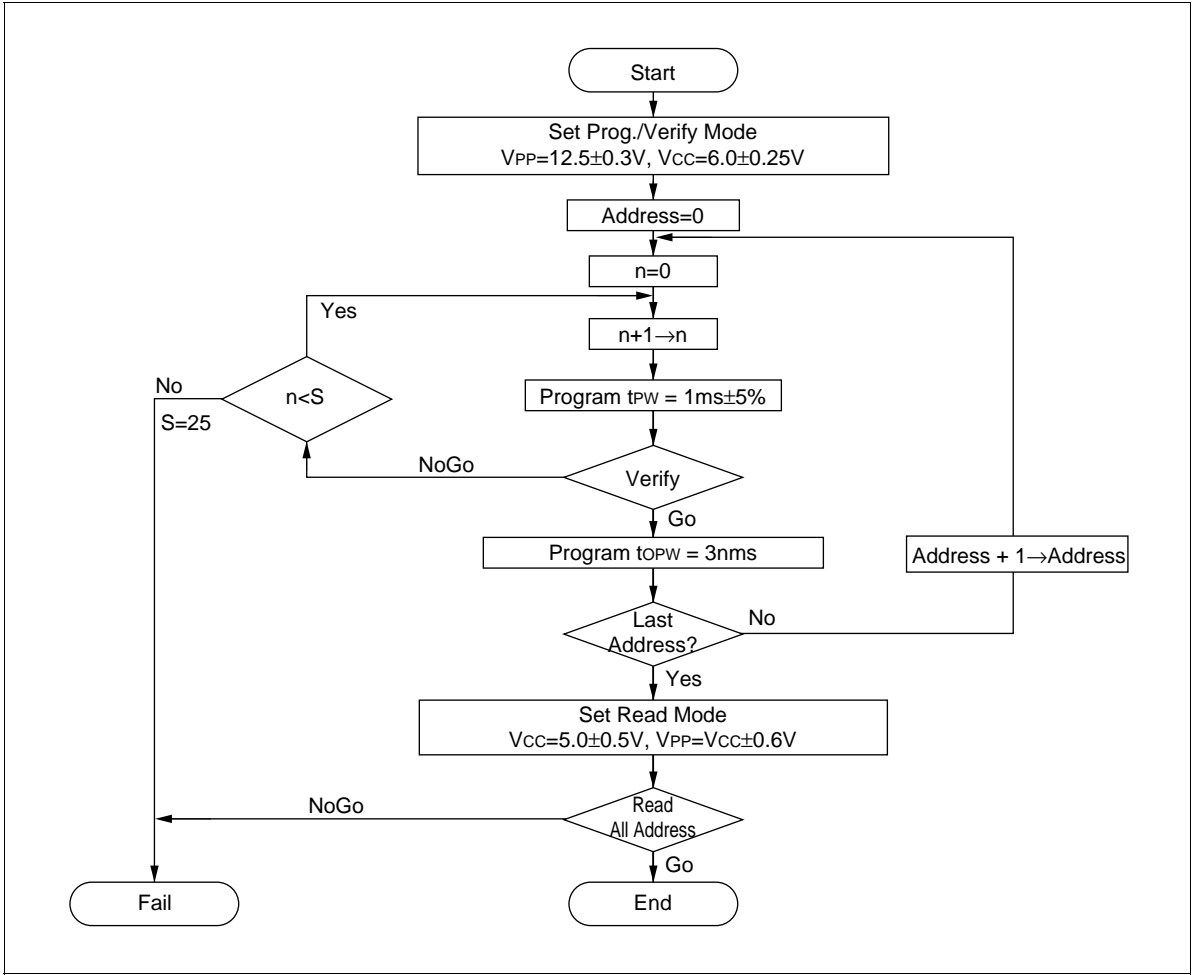 Start
Set Prog./Verify Mode
VPP=12.5±0.3V, VCC=6.0±0.25V
Address=0
n=0
Yes
n+1→n
No
n<S
Program tPW = 1ms±5%
S=25
NoGo
Verify
Go
Program tOPW = 3nms
Address + 1→Address
Last
Address?
No
Yes
Set Read Mode
VCC=5.0±0.5V, VPP=VCC±0.6V
NoGo
Read
All Address
Go
Fail
End